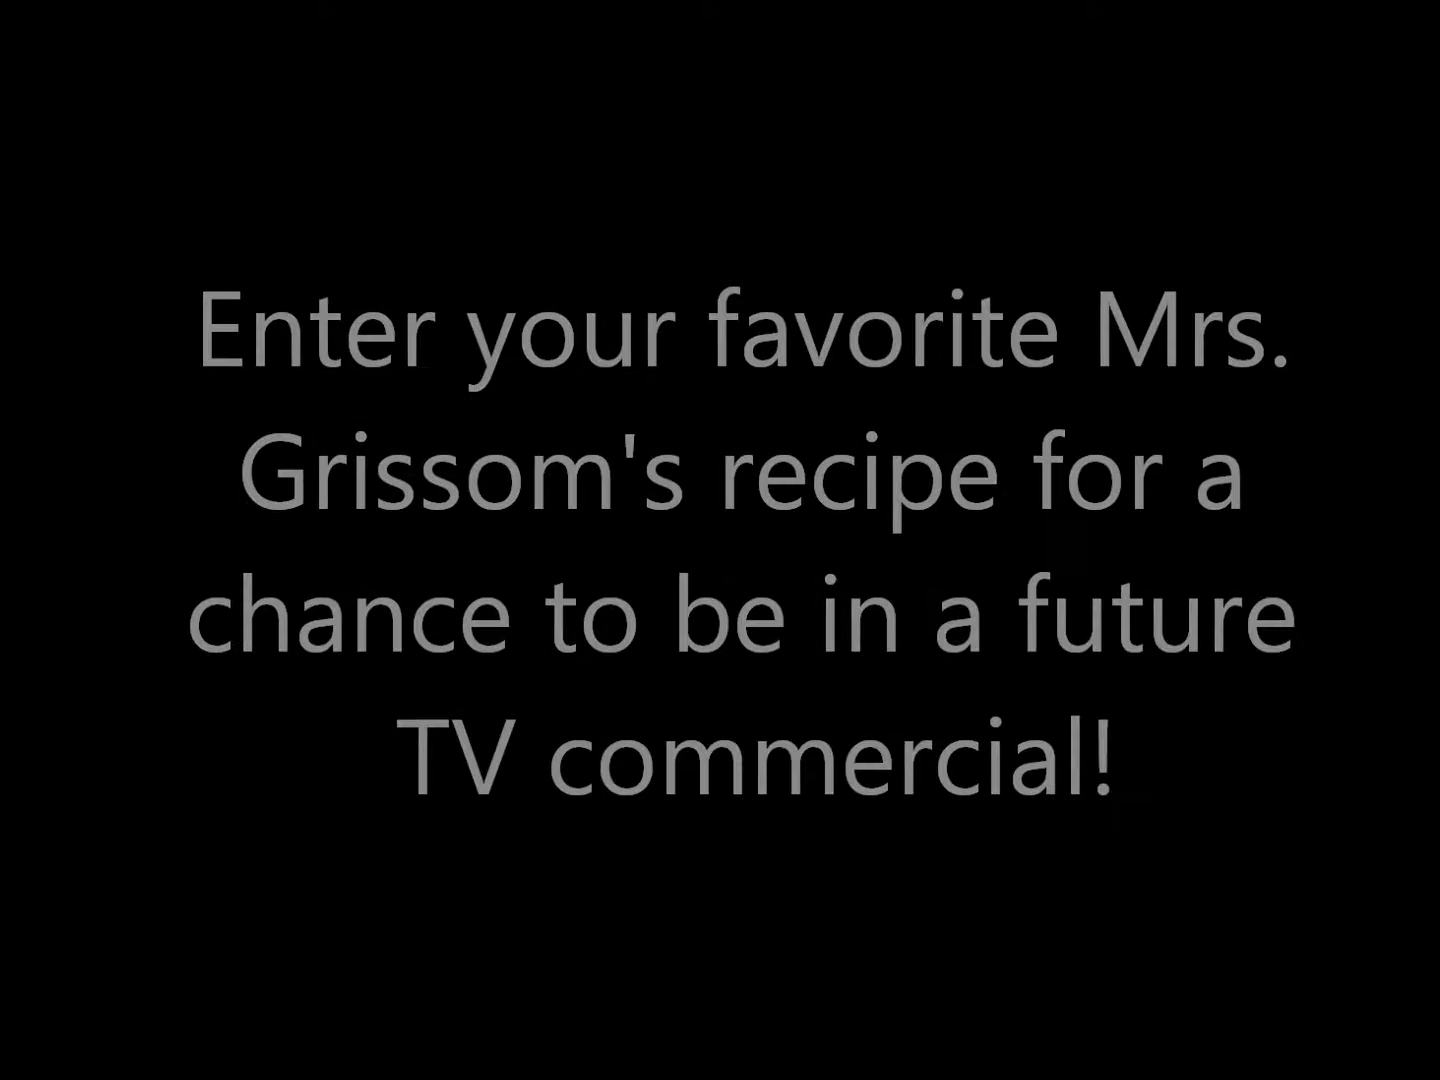 Enter your favorite Mrs.
Grissom's recipe for a
chance to be in a future
TV commercial!